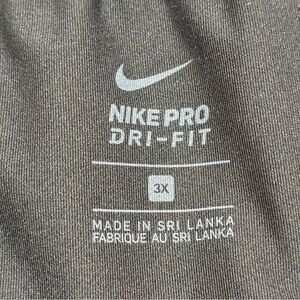 NIKE PRO
DRI-FIT
3X
MADE IN SRI LANKA
FABRIQUE AU SRI LANKA